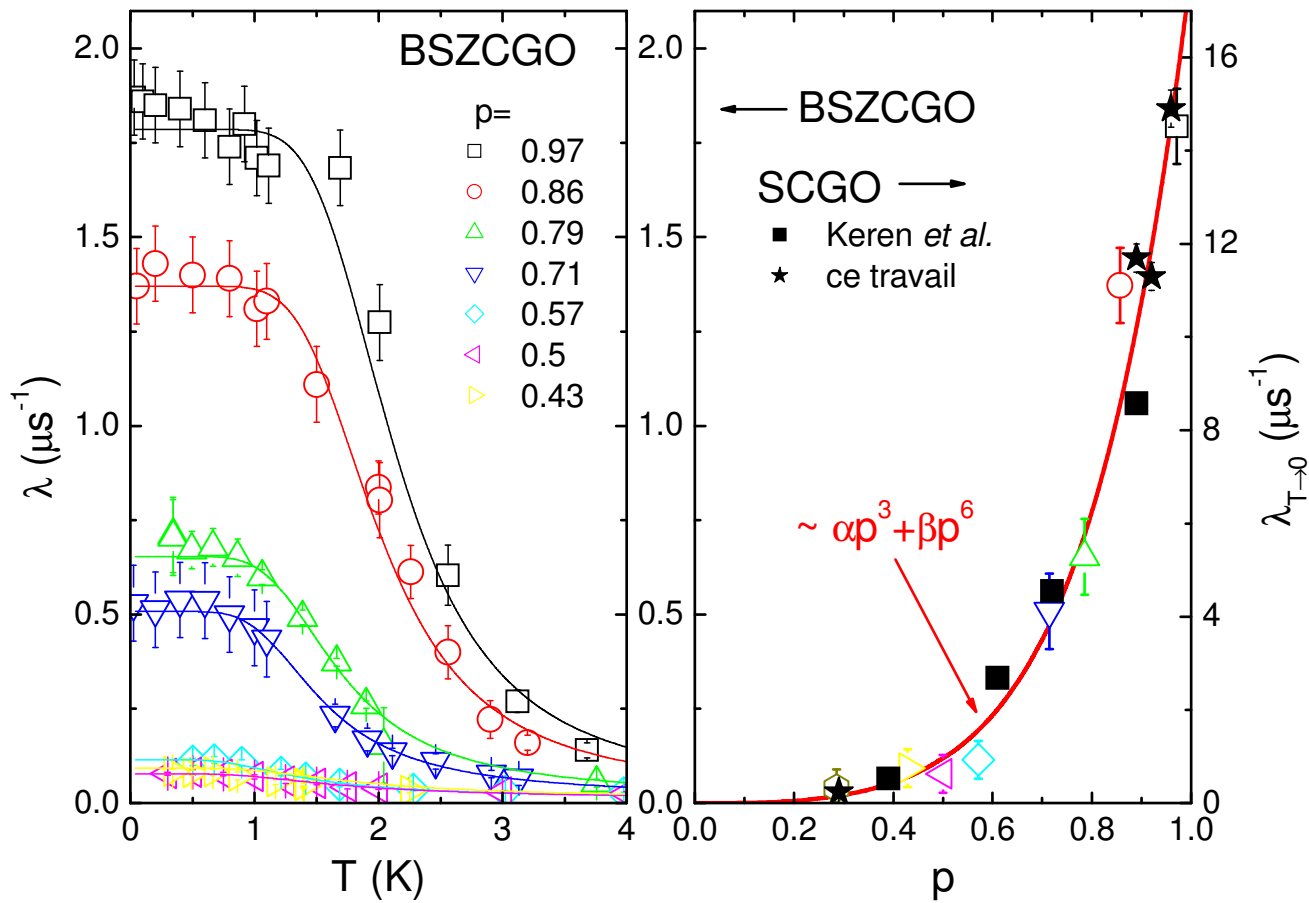 BSZCGO
p=
0.97
0.86
0.79
0.71
0.57
0.5
0.43
2.0
1.5
1.0
0.5
0.0
λ (μs⁻¹)
0
1
2
3
4
T (K)
BSZCGO
SCGO
Keren et al.
ce travail
~ αp³+βp⁶
16
12
8
4
0
λT→0 (μs⁻¹)
0.0
0.2
0.4
0.6
0.8
1.0
p